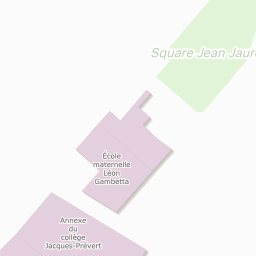 Square Jean Jaur
École
maternelle
Léon
Gambetta
Annexe
du
collège
Jacques-Prévert